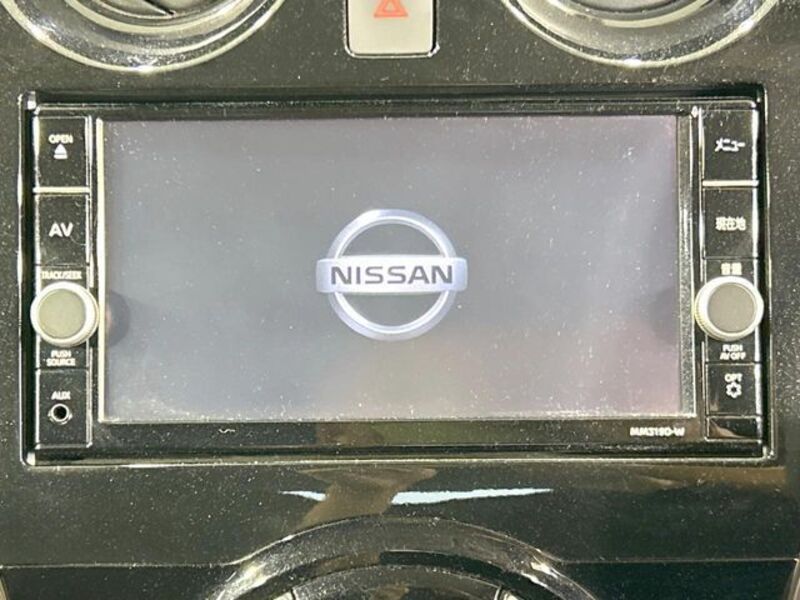 OPEN
AV
TRACK/SEEK
PUSH
SOURCE
AUX
NISSAN
メニュー
現在地
音量
PUSH
AV OFF
OPT
MM319D-W